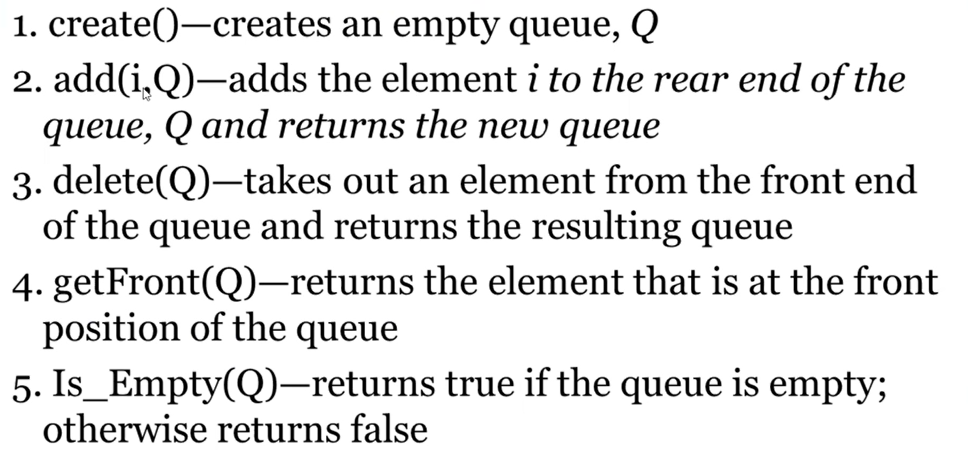 1. create()—creates an empty queue, Q
2. add(i,Q)—adds the element i to the rear end of the
queue, Q and returns the new queue
3. delete(Q)—takes out an element from the front end
of the queue and returns the resulting queue
4. getFront(Q)—returns the element that is at the front
position of the queue
5. Is_Empty(Q)—returns true if the queue is empty;
otherwise returns false